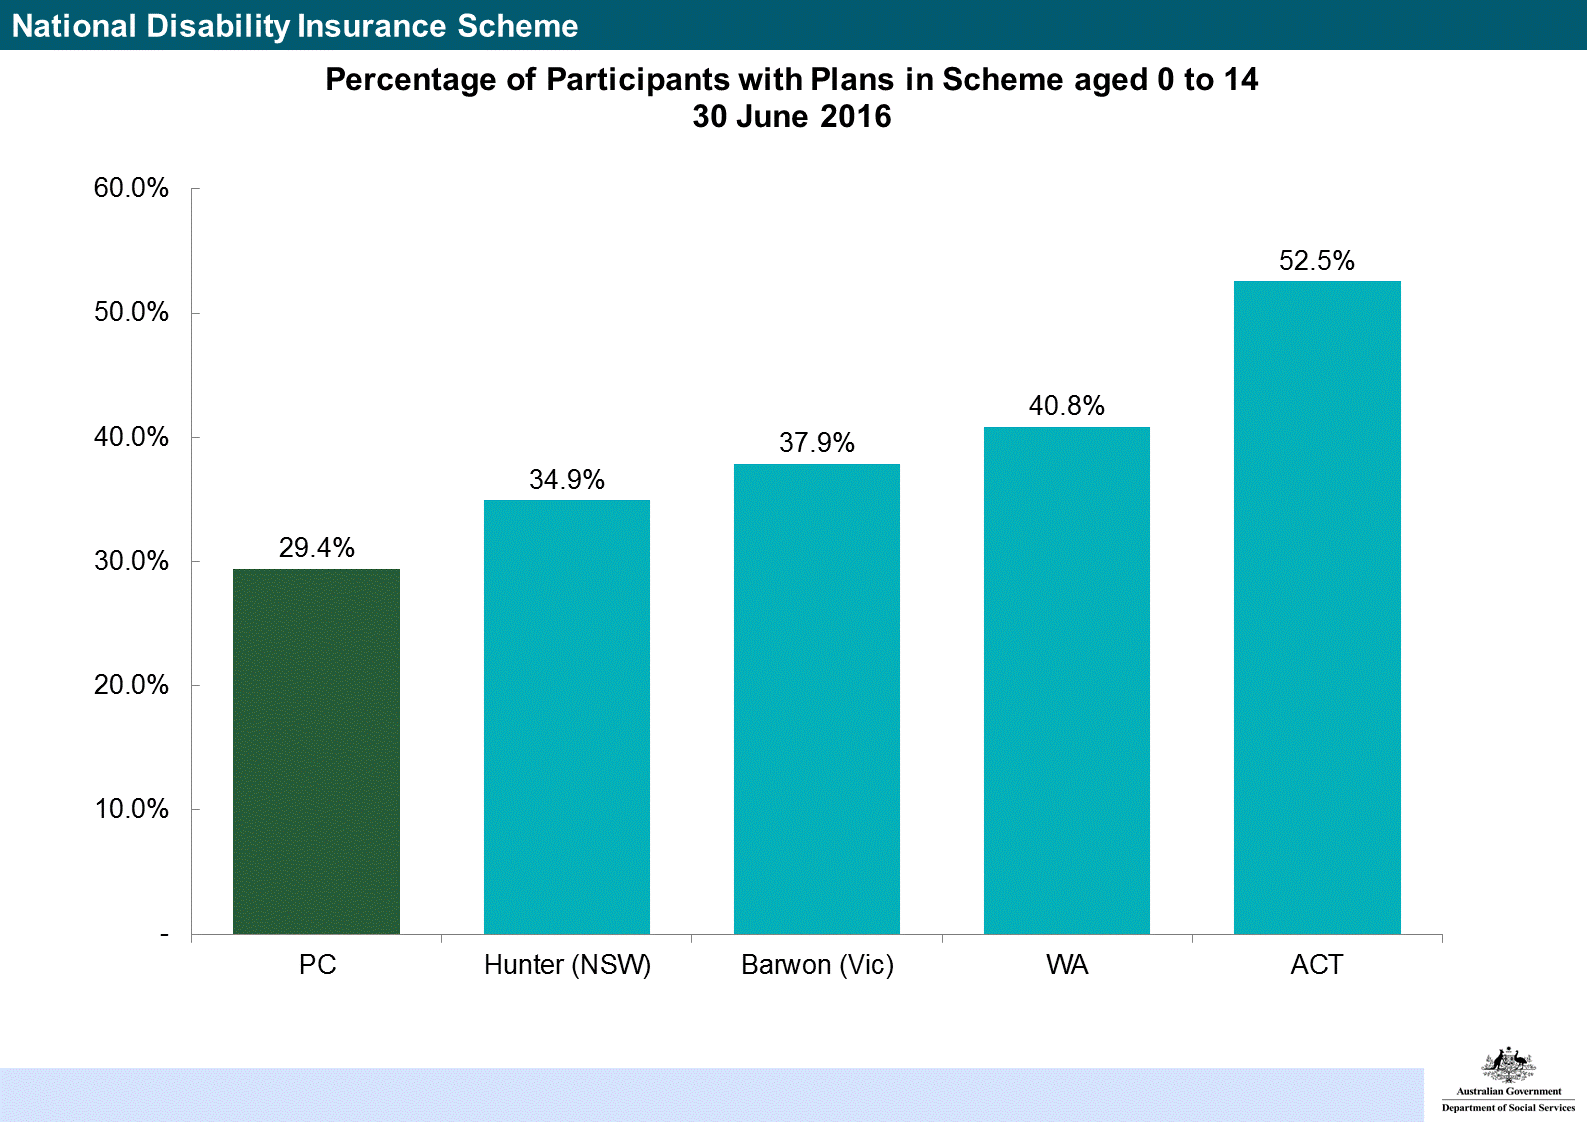 National Disability Insurance Scheme
Percentage of Participants with Plans in Scheme aged 0 to 14
30 June 2016
60.0%
50.0%
40.0%
30.0%
20.0%
10.0%
-
29.4%
34.9%
37.9%
40.8%
52.5%
PC
Hunter (NSW)
Barwon (Vic)
WA
ACT
Australian Government
Department of Social Services